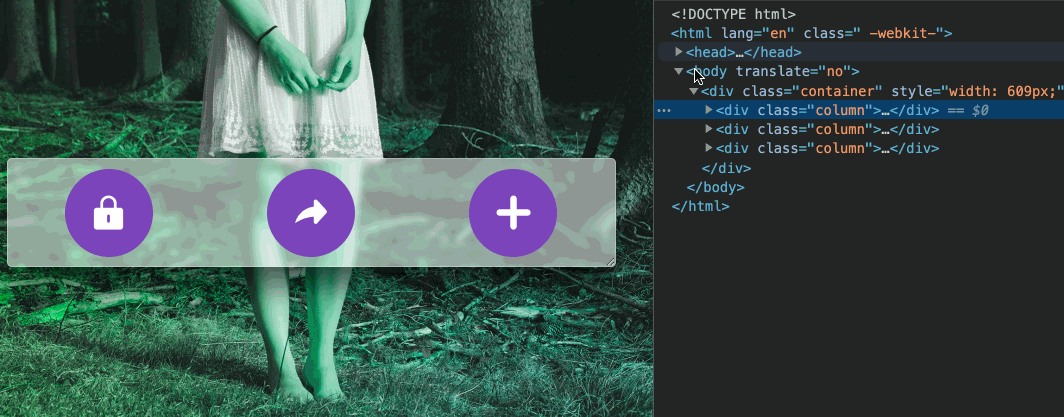 <!DOCTYPE html>
<html lang="en" class=" -webkit-">
<head>…</head>
<body translate="no">
<div class="container" style="width: 609px;"
<div class="column">…</div> == $0
<div class="column">…</div>
<div class="column">…</div>
</div>
</body>
</html>